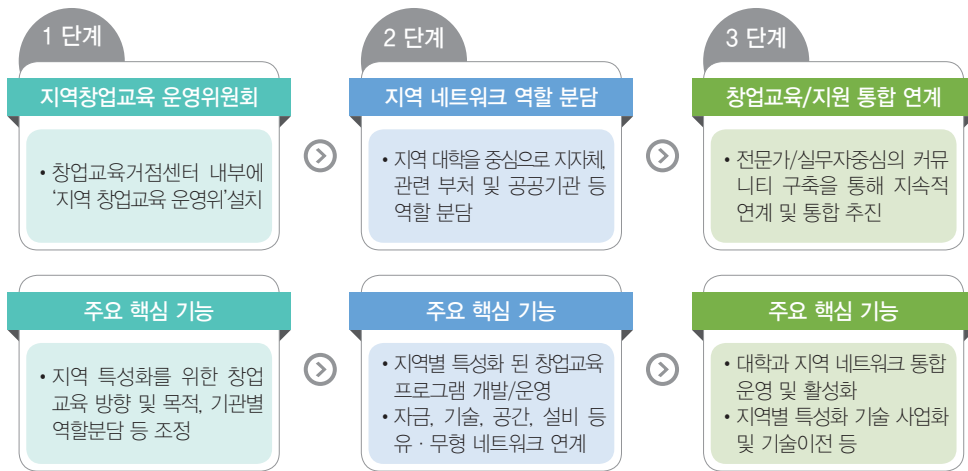 1 단계
2 단계
3 단계
지역창업교육 운영위원회
지역 네트워크 역할 분담
창업교육/지원 통합 연계
• 창업교육거점센터 내부에
‘지역 창업교육 운영위’설치
• 지역 대학을 중심으로 지자체,
관련 부처 및 공공기관 등
역할 분담
• 전문가/실무자중심의 커뮤
니티 구축을 통해 지속적
연계 및 통합 추진
주요 핵심 기능
주요 핵심 기능
주요 핵심 기능
• 지역 특성화를 위한 창업
교육 방향 및 목적, 기관별
역할분담 등 조정
• 지역별 특성화 된 창업교육
프로그램 개발/운영
• 자금, 기술, 공간, 설비 등
유 · 무형 네트워크 연계
• 대학과 지역 네트워크 통합
운영 및 활성화
• 지역별 특성화 기술 사업화
및 기술이전 등